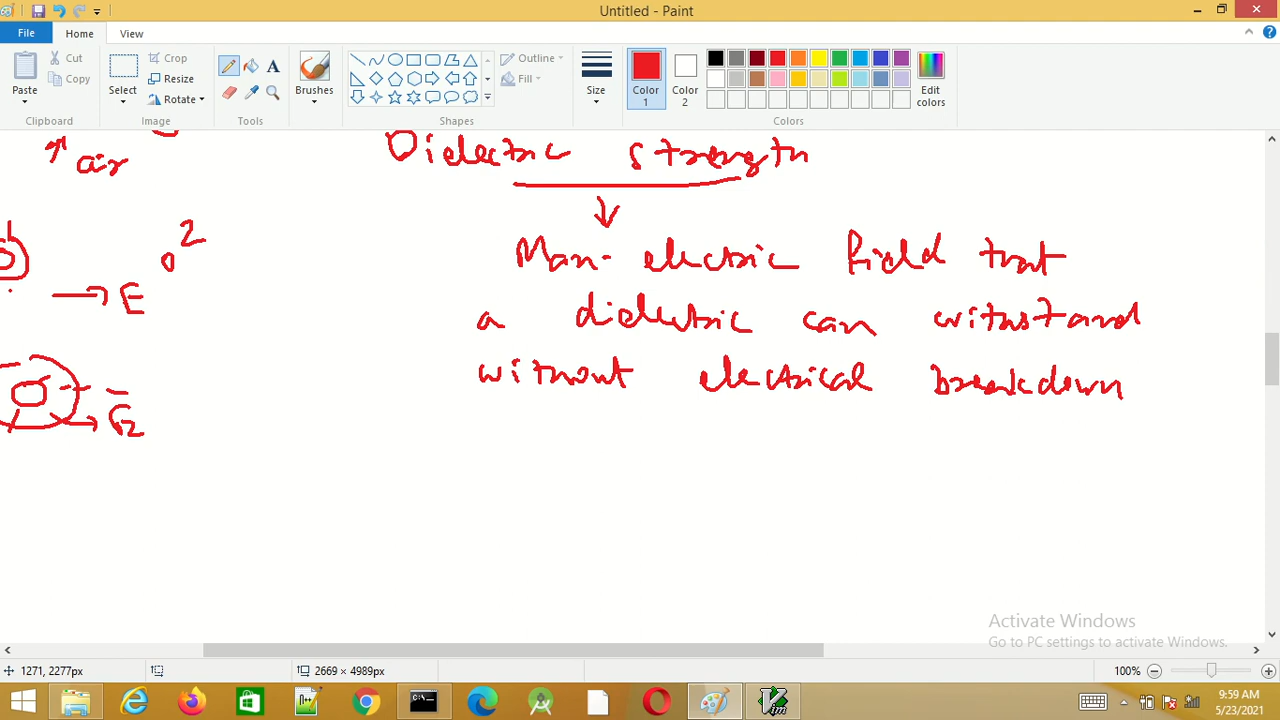 Untitled - Paint
File Home View
Paste
Cut
Copy
Clipboard
Select
Crop
Resize
Rotate
Image
Tools
Brushes
Outline
Fill
Shapes
Size
Color 1
Color 2
Edit colors
Colors
air
Dielectric strength
Max. electric field that
a dielectric can withstand
without electrical breakdown
O2
E
E2
Activate Windows
Go to PC settings to activate Windows.
1271, 2277px
2669 × 4989px
100%
9:59 AM
5/23/2021